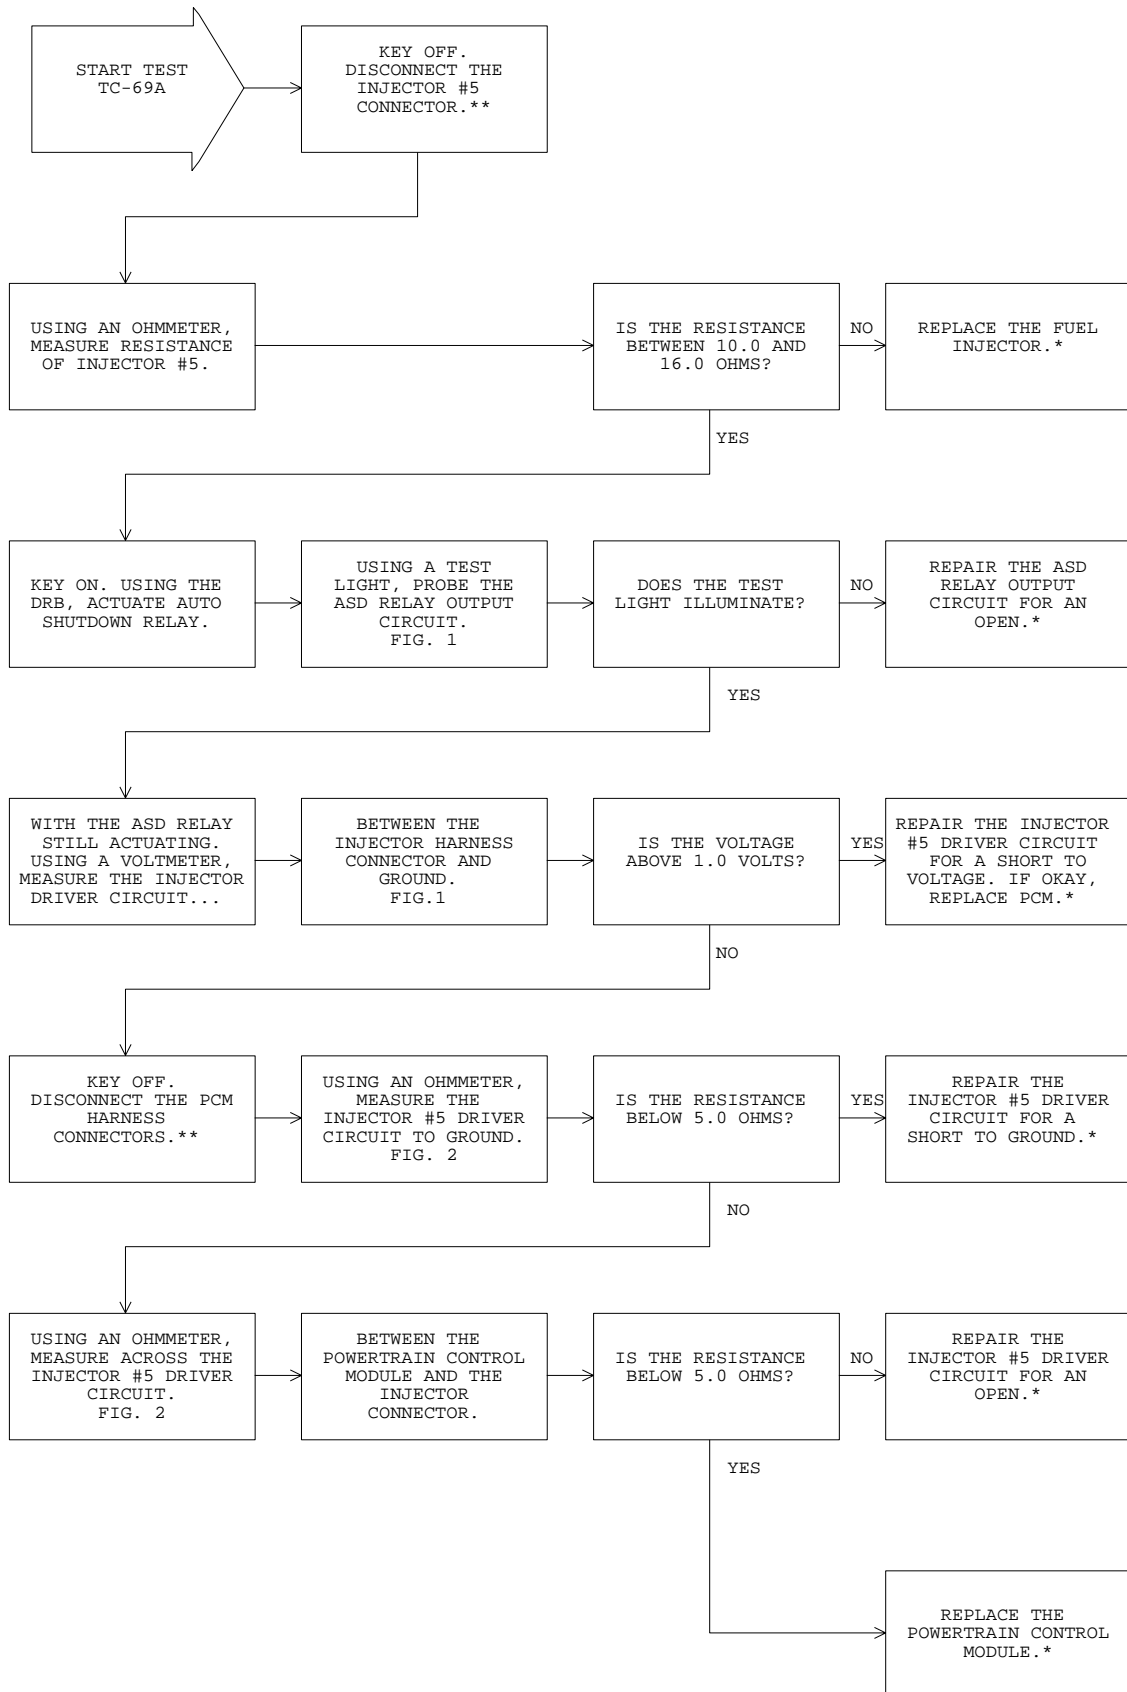 START TEST
TC-69A
KEY OFF.
DISCONNECT THE
INJECTOR #5
CONNECTOR.**
USING AN OHMMETER,
MEASURE RESISTANCE
OF INJECTOR #5.
IS THE RESISTANCE
BETWEEN 10.0 AND
16.0 OHMS?
NO
REPLACE THE FUEL
INJECTOR.*
YES
KEY ON. USING THE
DRB, ACTUATE AUTO
SHUTDOWN RELAY.
USING A TEST
LIGHT, PROBE THE
ASD RELAY OUTPUT
CIRCUIT.
FIG. 1
DOES THE TEST
LIGHT ILLUMINATE?
NO
REPAIR THE ASD
RELAY OUTPUT
CIRCUIT FOR AN
OPEN.*
YES
WITH THE ASD RELAY
STILL ACTUATING.
USING A VOLTMETER,
MEASURE THE INJECTOR
DRIVER CIRCUIT...
BETWEEN THE
INJECTOR HARNESS
CONNECTOR AND
GROUND.
FIG.1
IS THE VOLTAGE
ABOVE 1.0 VOLTS?
YES
REPAIR THE INJECTOR
#5 DRIVER CIRCUIT
FOR A SHORT TO
VOLTAGE. IF OKAY,
REPLACE PCM.*
NO
KEY OFF.
DISCONNECT THE PCM
HARNESS
CONNECTORS.**
USING AN OHMMETER,
MEASURE THE
INJECTOR #5 DRIVER
CIRCUIT TO GROUND.
FIG. 2
IS THE RESISTANCE
BELOW 5.0 OHMS?
YES
REPAIR THE
INJECTOR #5 DRIVER
CIRCUIT FOR A
SHORT TO GROUND.*
NO
USING AN OHMMETER,
MEASURE ACROSS THE
INJECTOR #5 DRIVER
CIRCUIT.
FIG. 2
BETWEEN THE
POWERTRAIN CONTROL
MODULE AND THE
INJECTOR
CONNECTOR.
IS THE RESISTANCE
BELOW 5.0 OHMS?
NO
REPAIR THE
INJECTOR #5 DRIVER
CIRCUIT FOR AN
OPEN.*
YES
REPLACE THE
POWERTRAIN CONTROL
MODULE.*